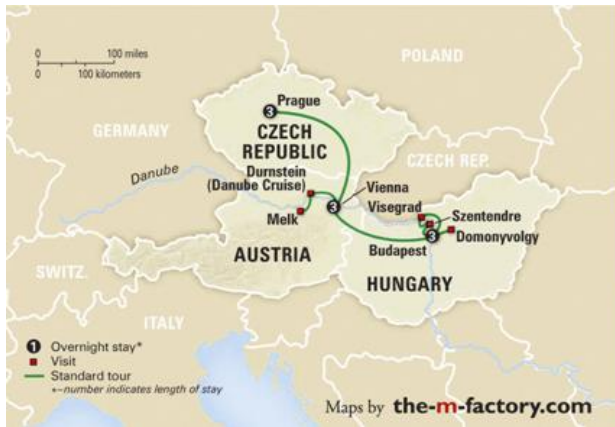 0 100 miles
0 100 kilometers
POLAND
GERMANY
3 Prague
CZECH
REPUBLIC
CZECH REP.
Danube
Durnstein
(Danube Cruise)
3 Vienna
Visegrad
Szentendre
Melk
Budapest 3 Domonyvolgy
AUSTRIA
HUNGARY
SWITZ.
ITALY
1 Overnight stay*
Visit
Standard tour
*–number indicates length of stay
Maps by the-m-factory.com